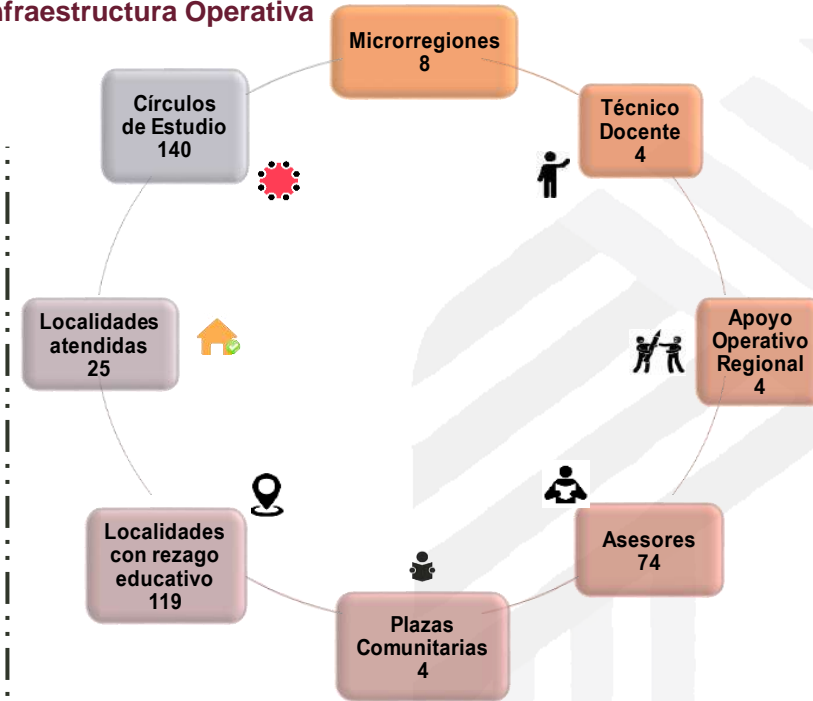 nfraestructura Operativa
Microrregiones
8
Técnico
Docente
4
Apoyo
Operativo
Regional
4
Asesores
74
Plazas
Comunitarias
4
Localidades
con rezago
educativo
119
Localidades
atendidas
25
Círculos
de Estudio
140